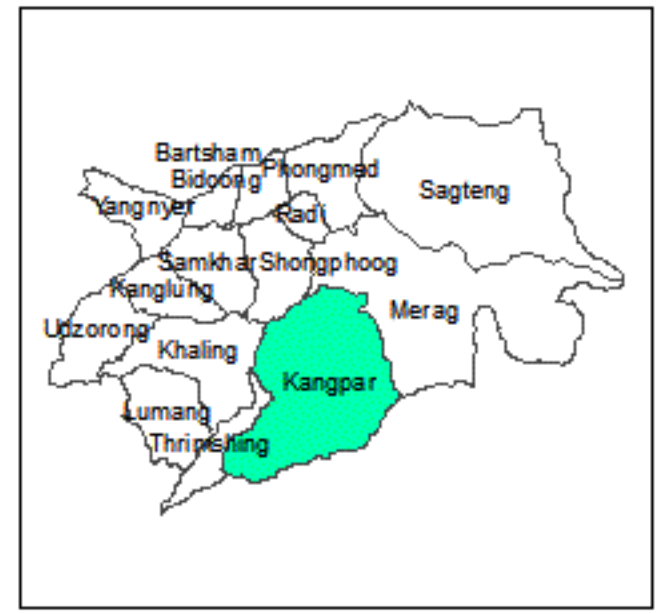 Bartsham
Phongmed
Bidoong
Sagteng
Yangnyer
Radi
Samkhar
Shongphoog
Kanglung
Merag
Udzorong
Khaling
Kangpar
Lumang
Thrimshing